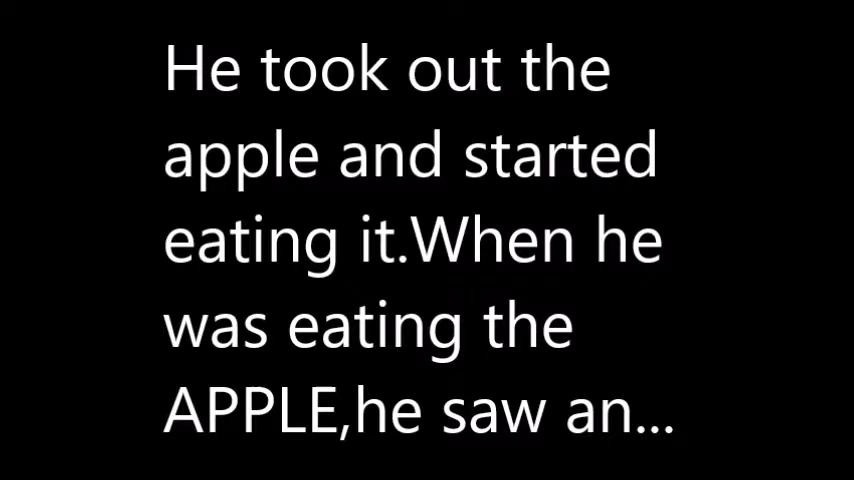 He took out the
apple and started
eating it.When he
was eating the
APPLE,he saw an...